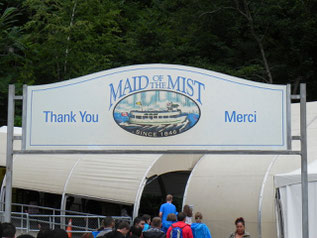 MAID OF THE MIST
Thank You
Merci
SINCE 1846